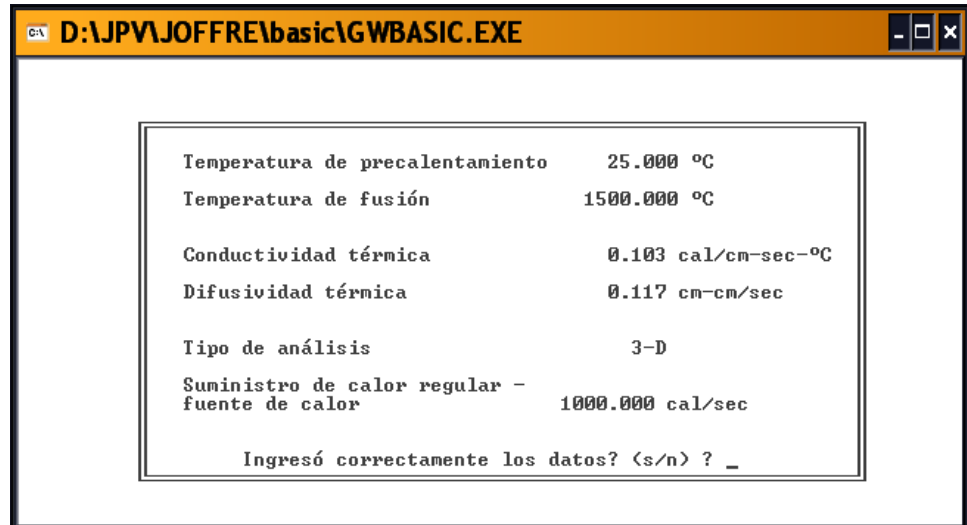 D:\JPV\JOFFRE\basic\GWBASIC.EXE
Temperatura de precalentamiento 25.000 ºC
Temperatura de fusión 1500.000 ºC
Conductividad térmica 0.103 cal/cm-sec-ºC
Difusividad térmica 0.117 cm-cm/sec
Tipo de análisis 3-D
Suministro de calor regular -
fuente de calor 1000.000 cal/sec
Ingresó correctamente los datos? (s/n) ? _